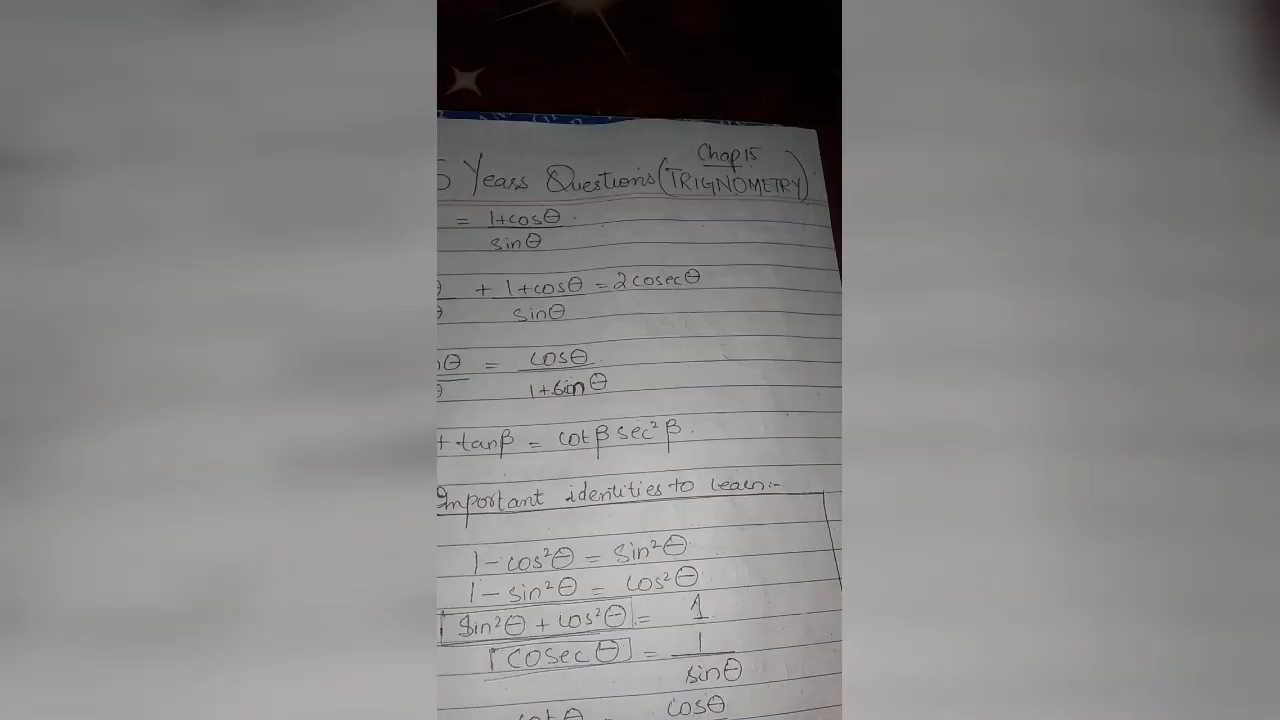 Chap 15
5 Years Questions (TRIGNOMETRY)
= 1+cosθ
sinθ
+ 1+cosθ = 2cosecθ
sinθ
θ = cosθ
1+sinθ
+ tanβ = cotβ sec²β.
Important identities to learn:-
1 - cos²θ = sin²θ
1 - sin²θ = cos²θ
sin²θ + cos²θ = 1
cosecθ = 1
sinθ
cotθ cosθ